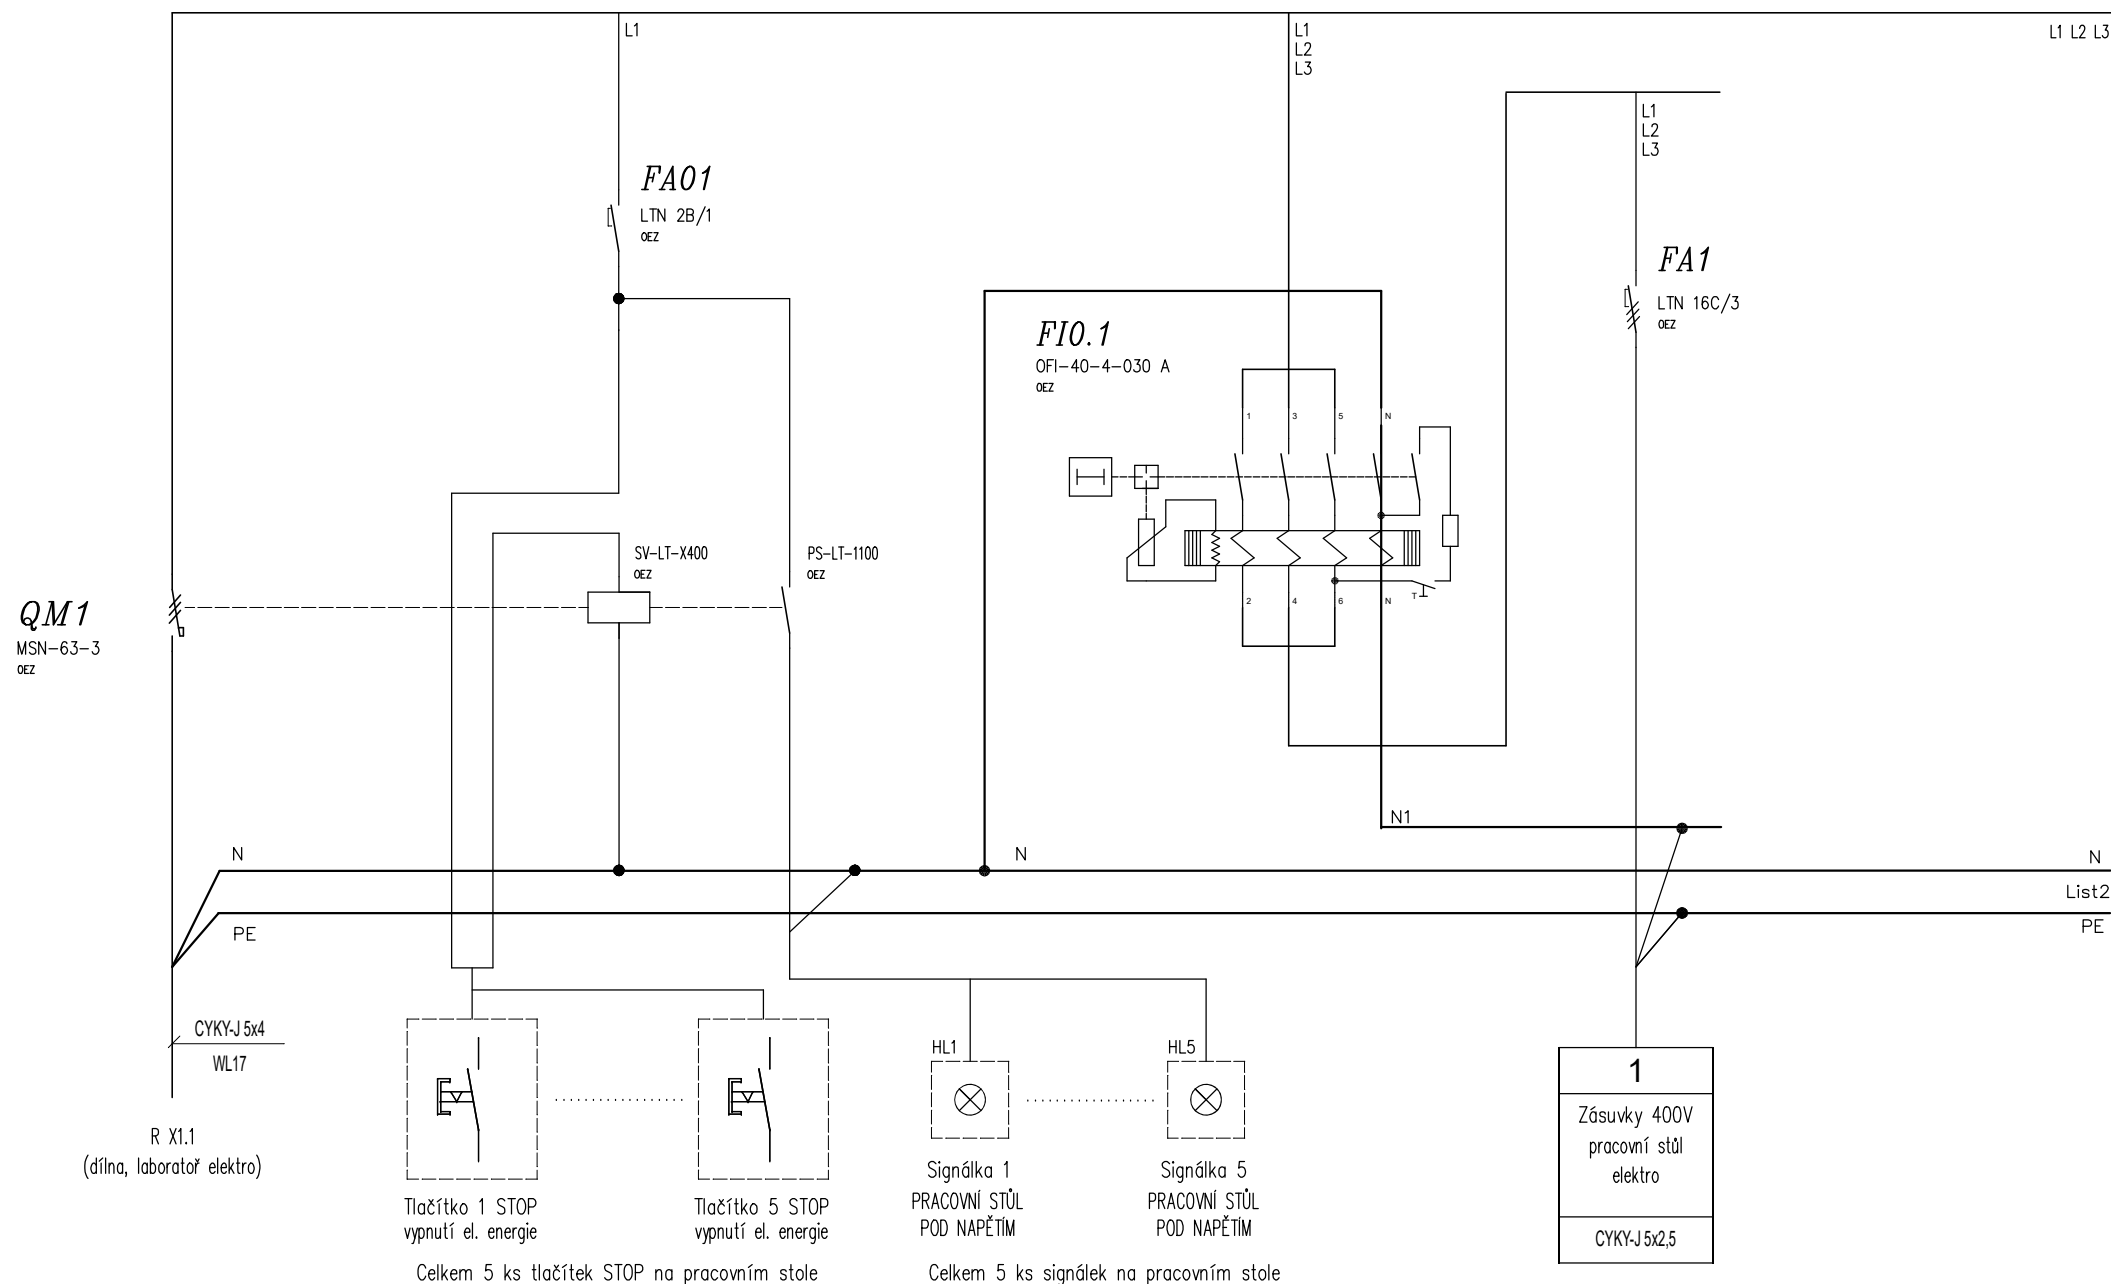 L1
L1
L2
L3
L1 L2 L3
L1
L2
L3
FA01
LTN 2B/1
OEZ
FA1
LTN 16C/3
OEZ
FI0.1
OFI-40-4-030 A
OEZ
1
3
5
N
SV-LT-X400
OEZ
PS-LT-1100
OEZ
QM1
MSN-63-3
OEZ
2
4
6
N
T
N1
N
N
N
List2
PE
PE
CYKY-J 5x4
WL17
R X1.1
(dílna, laboratoř elektro)
HL1
HL5
1
Zásuvky 400V
pracovní stůl
elektro
CYKY-J 5x2,5
Tlačítko 1 STOP
vypnutí el. energie
Tlačítko 5 STOP
vypnutí el. energie
Signálka 1
PRACOVNÍ STŮL
POD NAPĚTÍM
Signálka 5
PRACOVNÍ STŮL
POD NAPĚTÍM
Celkem 5 ks tlačítek STOP na pracovním stole
Celkem 5 ks signálek na pracovním stole